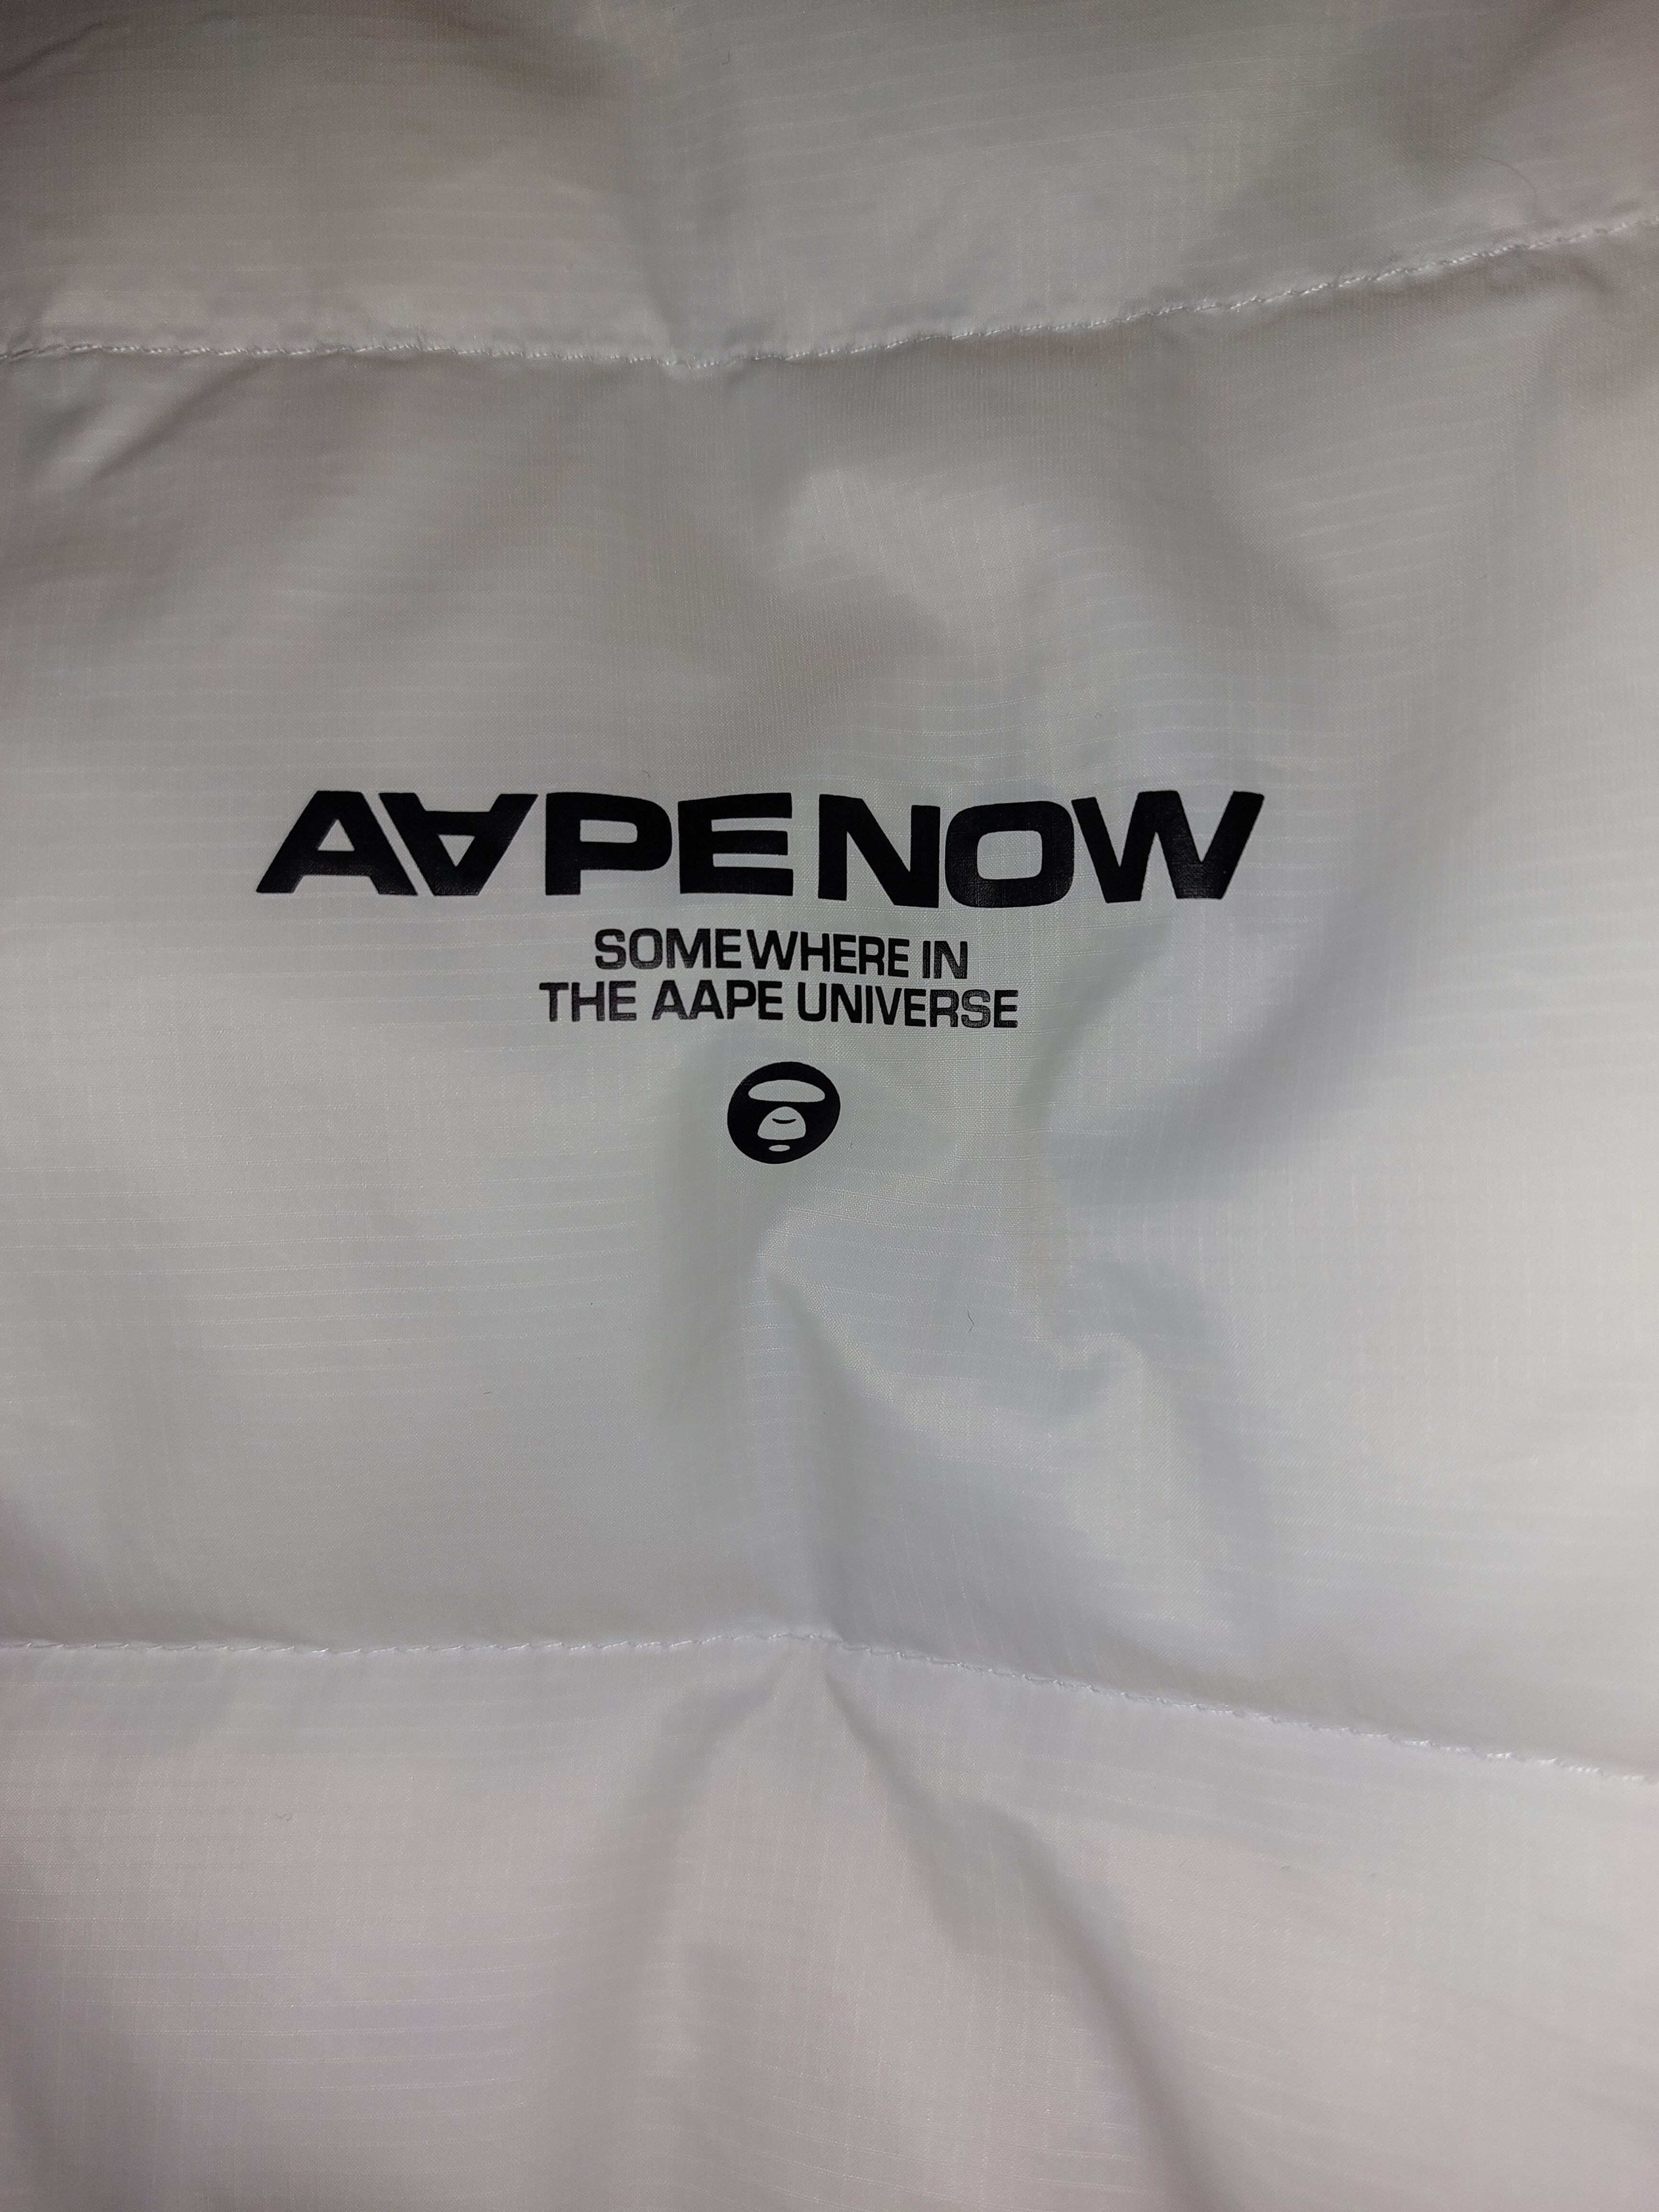 AAPE NOW
SOMEWHERE IN
THE AAPE UNIVERSE